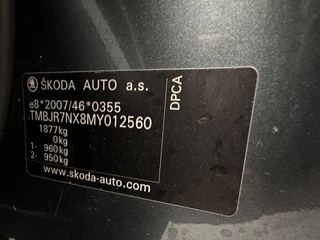 ŠKODA AUTO a.s.
e8*2007/46*0355
TMBJR7NX8MY012560
1877kg
0kg
1- 960kg
2- 950kg
www.skoda-auto.com
DPCA